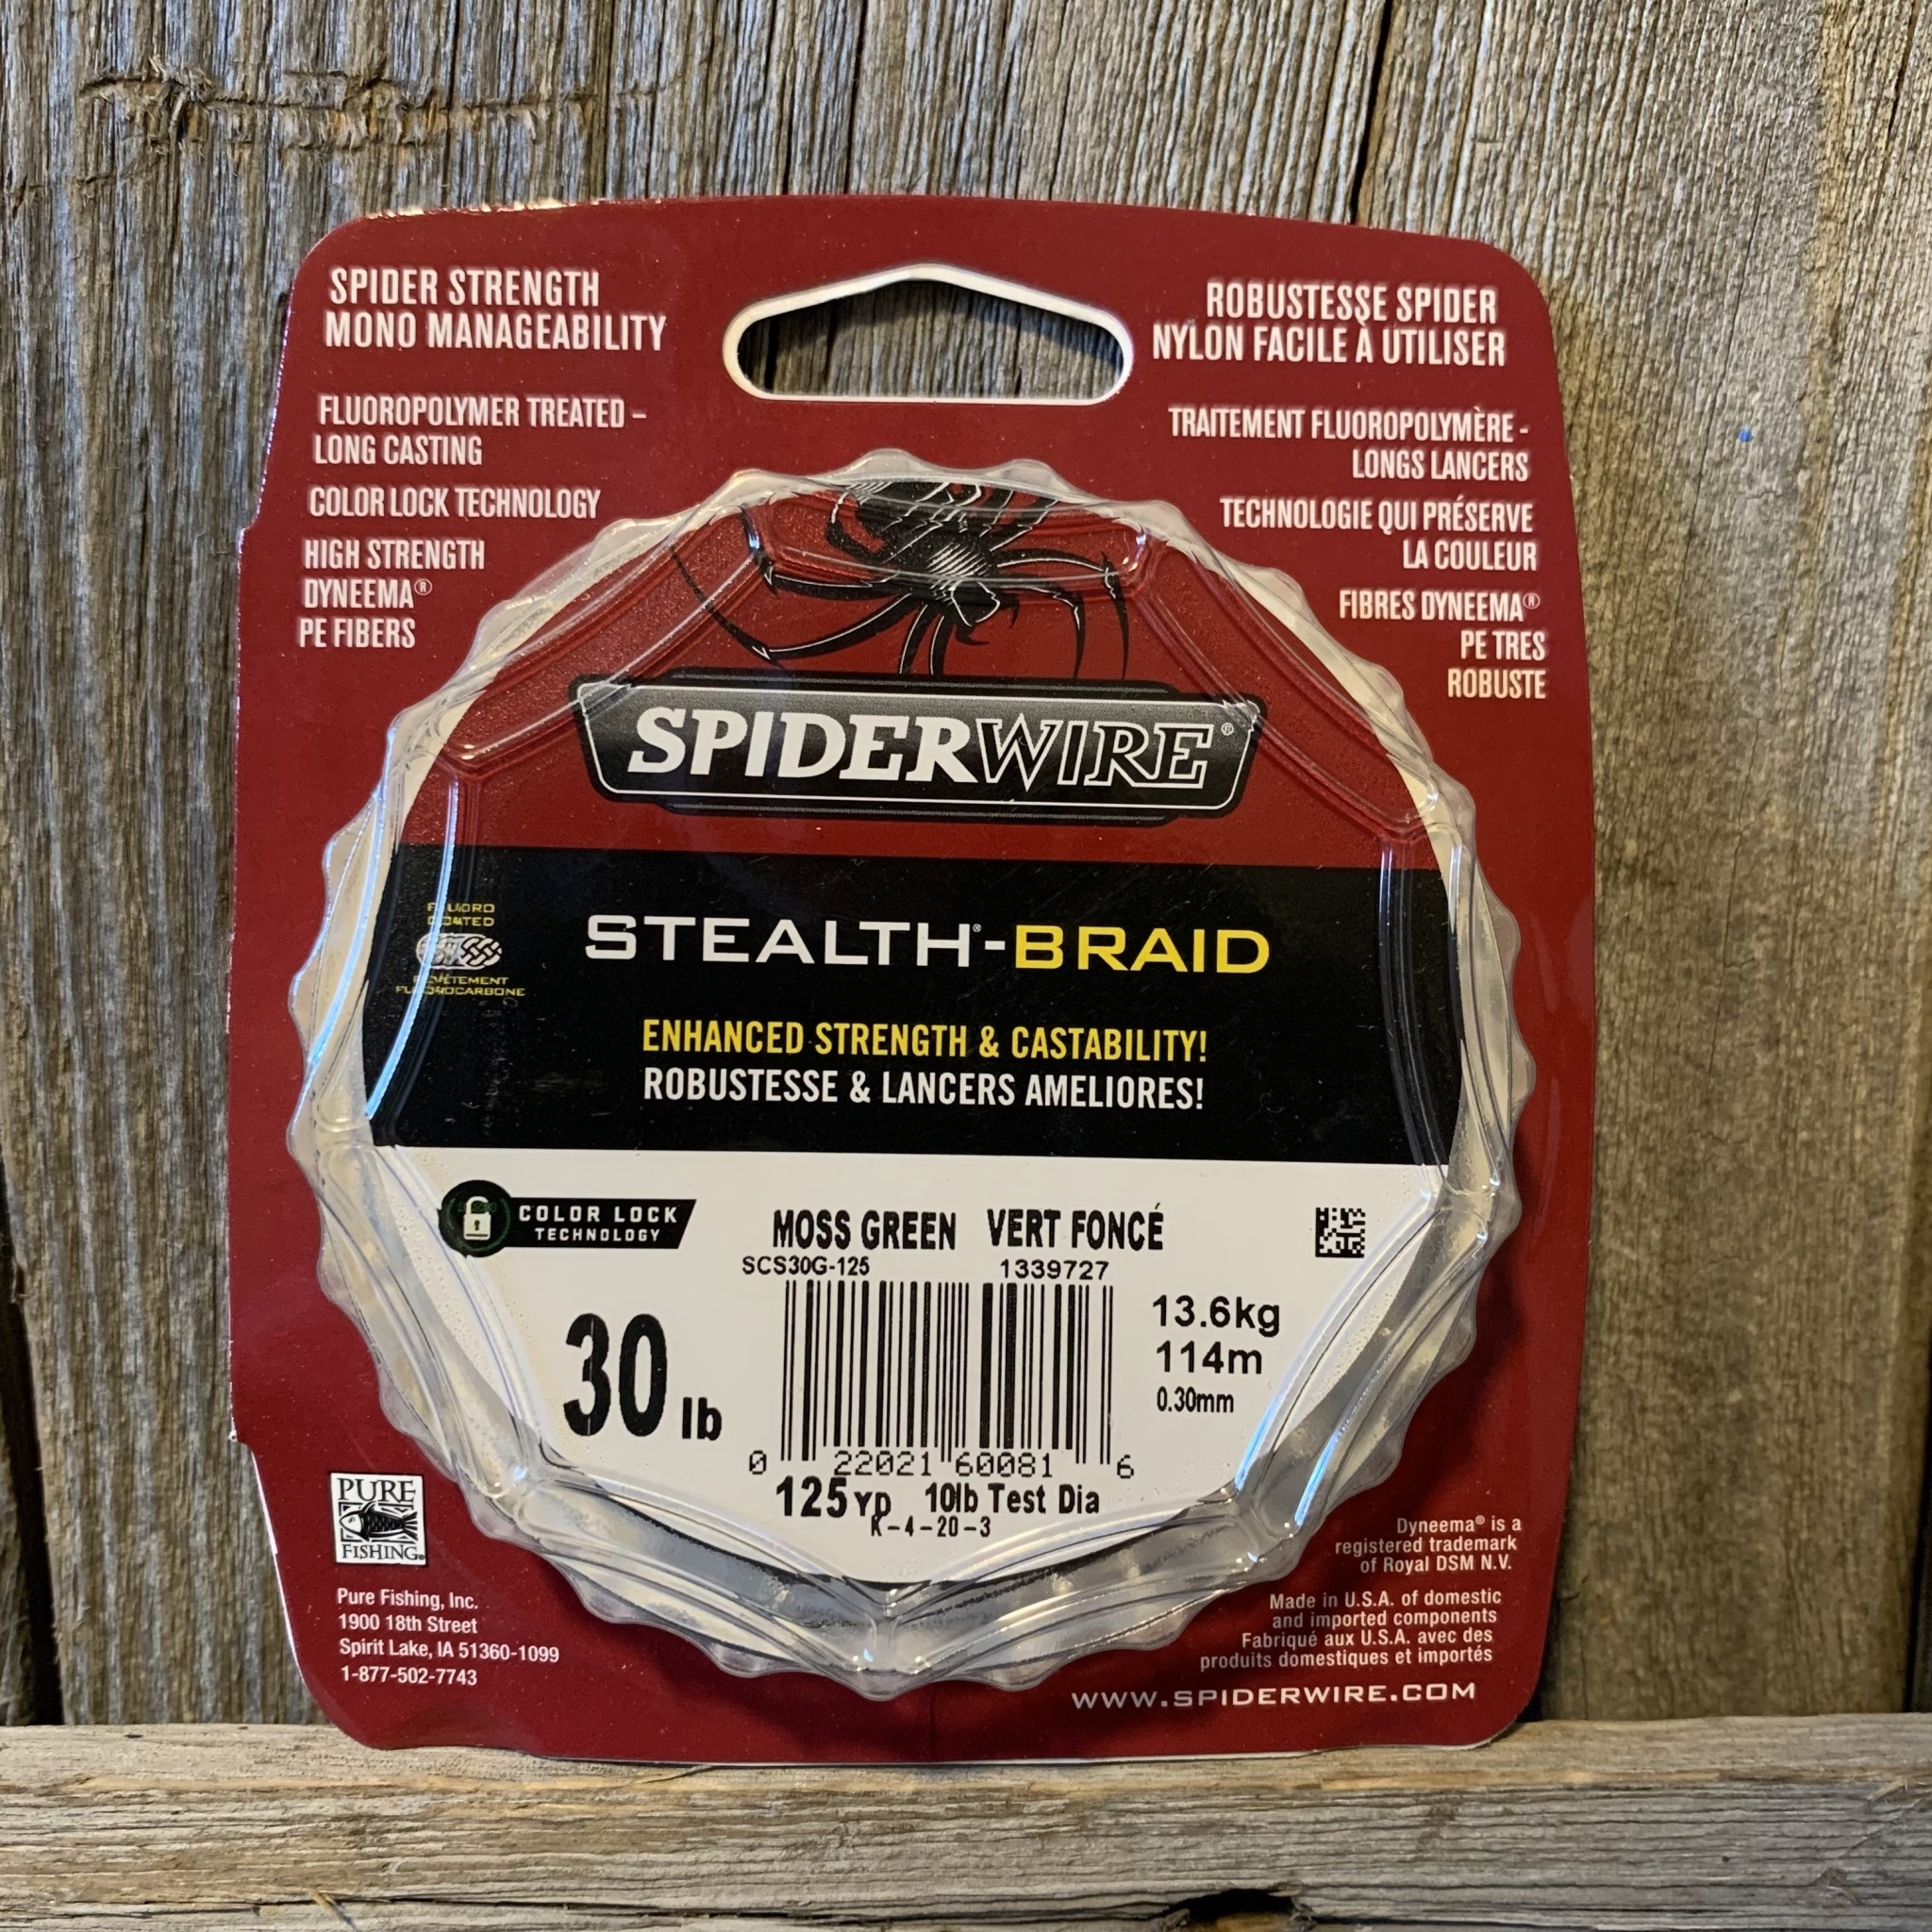 SPIDER STRENGTH
MONO MANAGEABILITY
FLUOROPOLYMER TREATED –
LONG CASTING
COLOR LOCK TECHNOLOGY
HIGH STRENGTH
DYNEEMA®
PE FIBERS
ROBUSTESSE SPIDER
NYLON FACILE À UTILISER
TRAITEMENT FLUOROPOLYMÈRE -
LONGS LANCERS
TECHNOLOGIE QUI PRÉSERVE
LA COULEUR
FIBRES DYNEEMA®
PE TRES
ROBUSTE
SPIDERWIRE®
FLUORO
COATED
REVÊTEMENT
FLUOROCARBONE
STEALTH®-BRAID
ENHANCED STRENGTH & CASTABILITY!
ROBUSTESSE & LANCERS AMELIORES!
COLOR LOCK
TECHNOLOGY
MOSS GREEN VERT FONCÉ
SCS30G-125 1339727
30 lb
13.6kg
114m
0.30mm
0 22021 60081 6
125 YD 10lb Test Dia
K-4-20-3
PURE
FISHING®
Pure Fishing, Inc.
1900 18th Street
Spirit Lake, IA 51360-1099
1-877-502-7743
Dyneema® is a
registered trademark
of Royal DSM N.V.
Made in U.S.A. of domestic
and imported components
Fabriqué aux U.S.A. avec des
produits domestiques et importés
WWW.SPIDERWIRE.COM